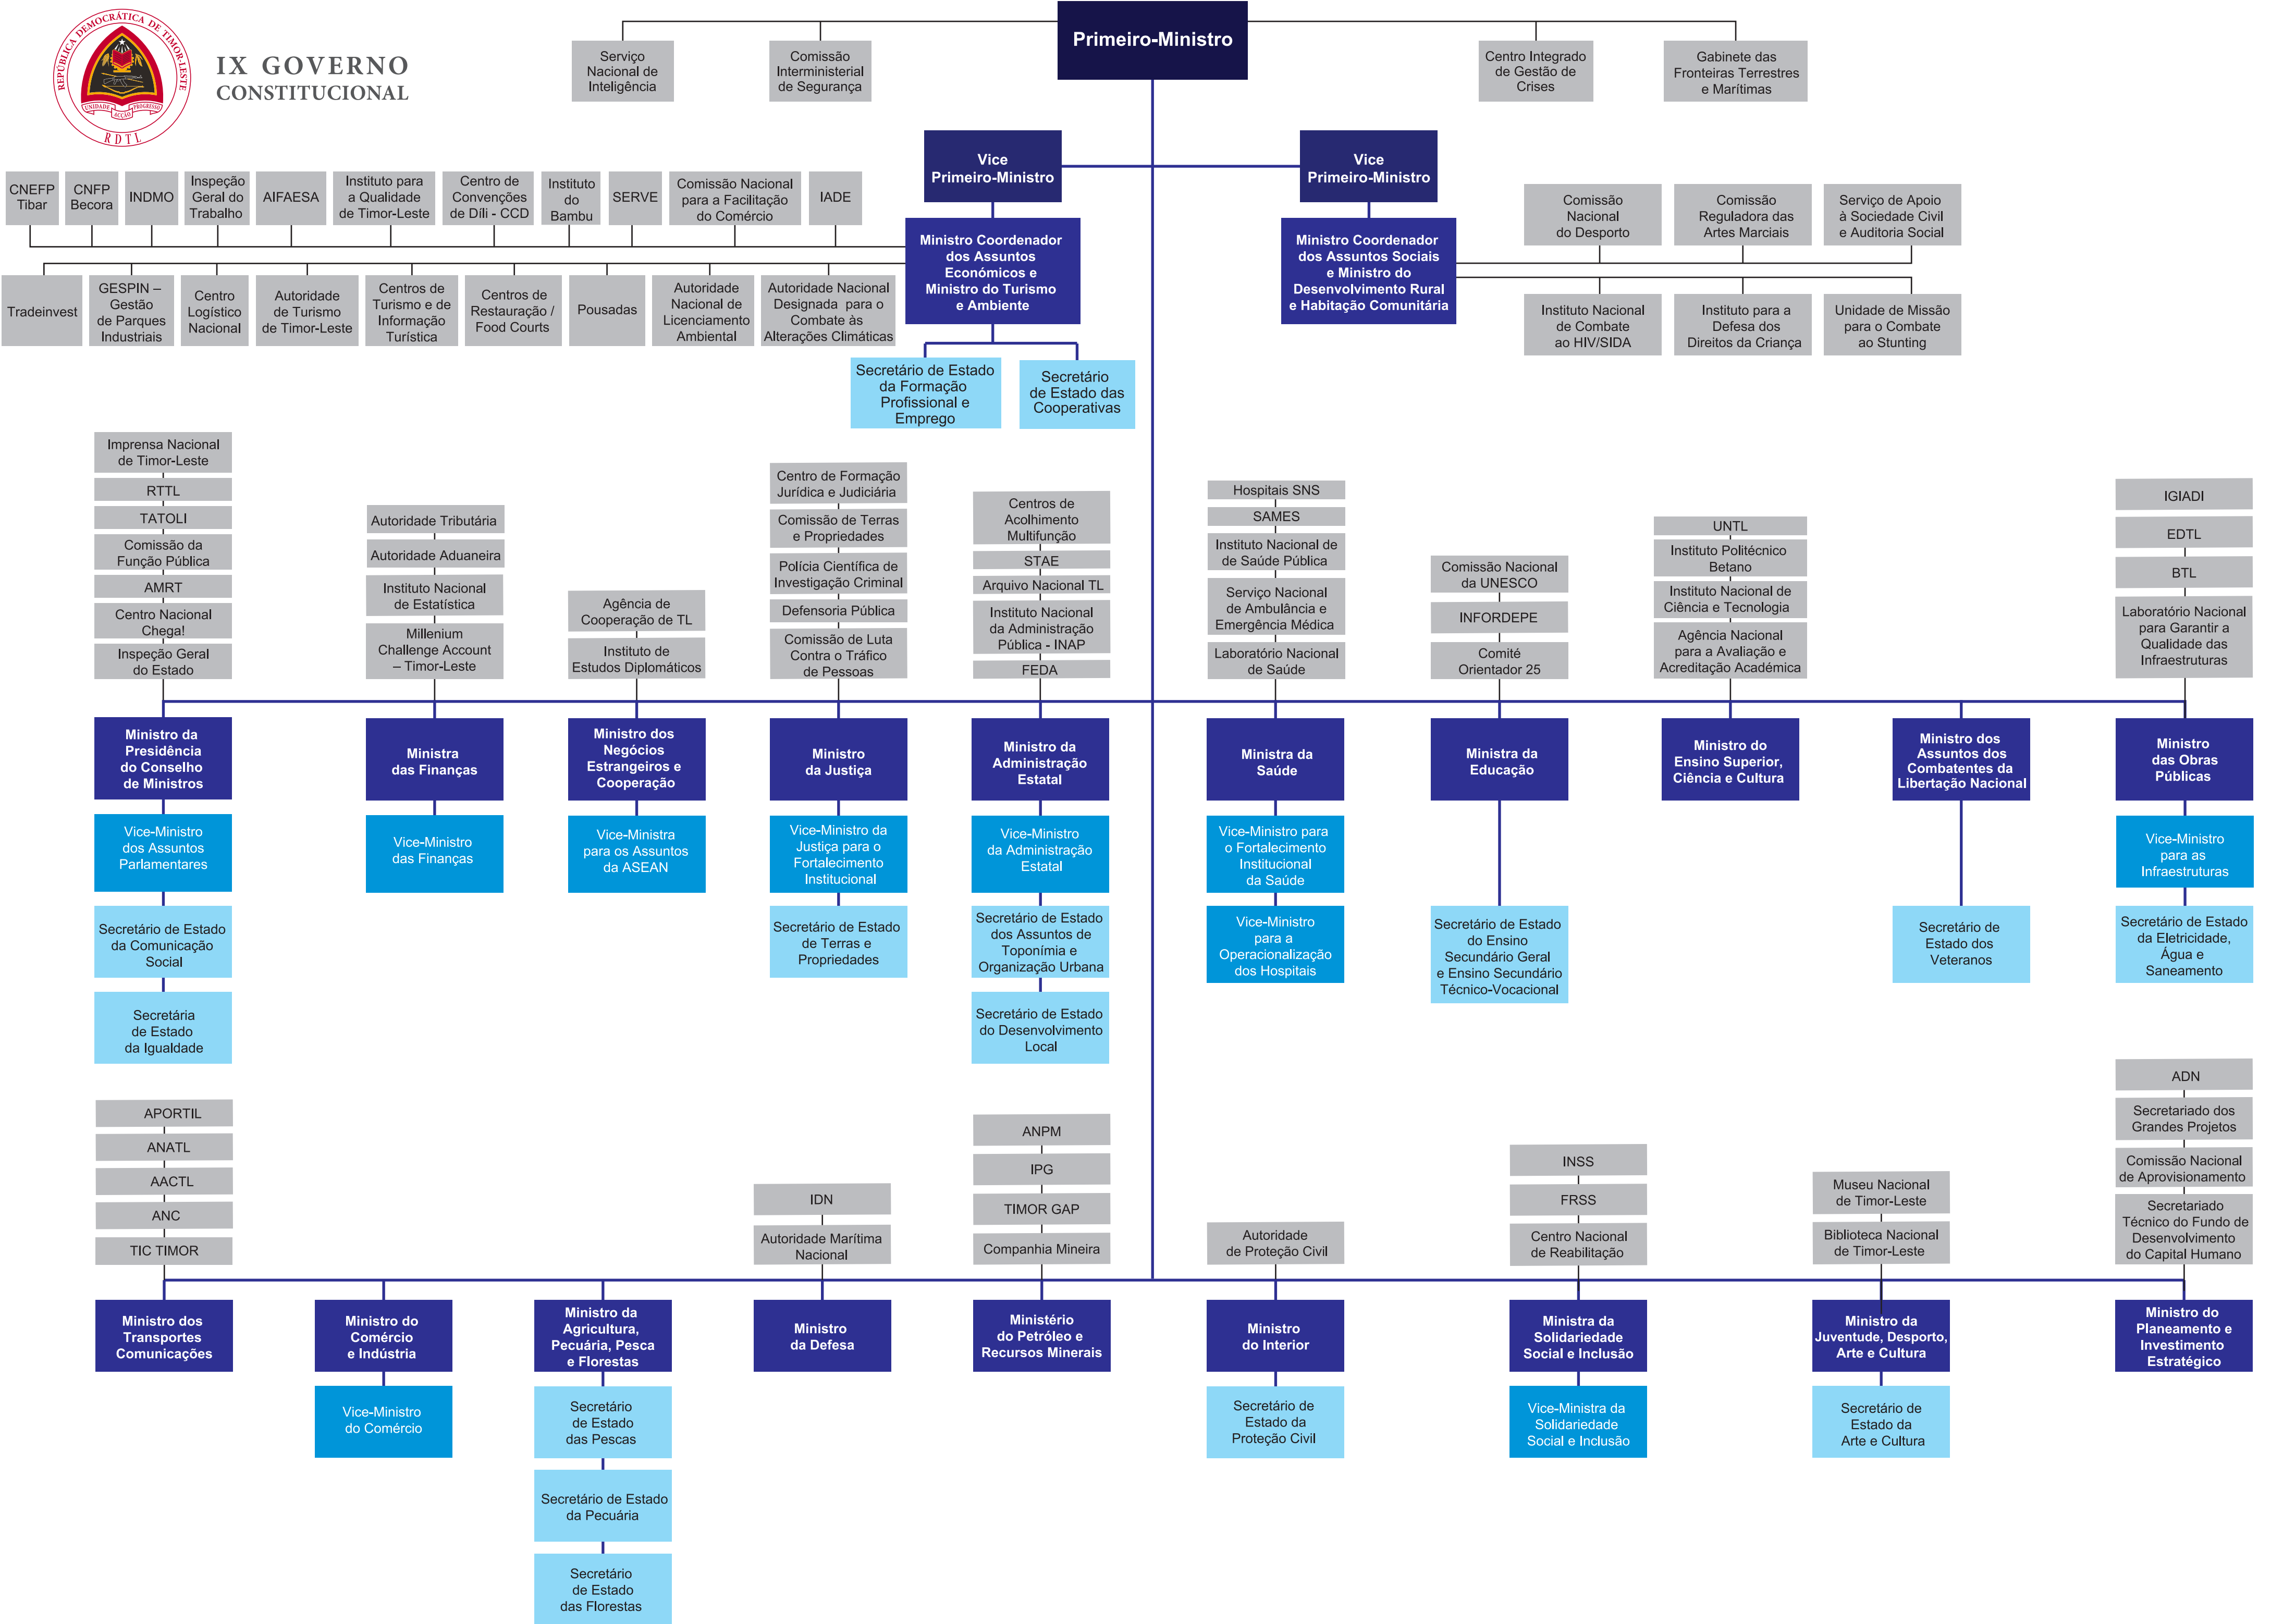 REPÚBLICA DEMOCRÁTICA DE TIMOR-LESTE
UNIDADE
ACÇÃO
PROGRESSO
RDTL
IX GOVERNO
CONSTITUCIONAL
Serviço
Nacional de
Inteligência
Comissão
Interministerial
de Segurança
Primeiro-Ministro
Centro Integrado
de Gestão de
Crises
Gabinete das
Fronteiras Terrestres
e Marítimas
Vice
Primeiro-Ministro
Vice
Primeiro-Ministro
CNEFP
Tibar
CNFP
Becora
INDMO
Inspeção
Geral do
Trabalho
AIFAESA
Instituto para
a Qualidade
de Timor-Leste
Centro de
Convenções
de Díli - CCD
Instituto
do
Bambu
SERVE
Comissão Nacional
para a Facilitação
do Comércio
IADE
Ministro Coordenador
dos Assuntos
Económicos e
Ministro do Turismo
e Ambiente
Ministro Coordenador
dos Assuntos Sociais
e Ministro do
Desenvolvimento Rural
e Habitação Comunitária
Comissão
Nacional
do Desporto
Comissão
Reguladora das
Artes Marciais
Serviço de Apoio
à Sociedade Civil
e Auditoria Social
Tradeinvest
GESPIN –
Gestão
de Parques
Industriais
Centro
Logístico
Nacional
Autoridade
de Turismo
de Timor-Leste
Centros de
Turismo e de
Informação
Turística
Centros de
Restauração /
Food Courts
Pousadas
Autoridade
Nacional de
Licenciamento
Ambiental
Autoridade Nacional
Designada para o
Combate às
Alterações Climáticas
Instituto Nacional
de Combate
ao HIV/SIDA
Instituto para a
Defesa dos
Direitos da Criança
Unidade de Missão
para o Combate
ao Stunting
Secretário de Estado
da Formação
Profissional e
Emprego
Secretário
de Estado das
Cooperativas
Imprensa Nacional
de Timor-Leste
RTTL
TATOLI
Comissão da
Função Pública
AMRT
Centro Nacional
Chega!
Inspeção Geral
do Estado
Autoridade Tributária
Autoridade Aduaneira
Instituto Nacional
de Estatística
Millenium
Challenge Account
– Timor-Leste
Agência de
Cooperação de TL
Instituto de
Estudos Diplomáticos
Centro de Formação
Jurídica e Judiciária
Comissão de Terras
e Propriedades
Polícia Científica de
Investigação Criminal
Defensoria Pública
Comissão de Luta
Contra o Tráfico
de Pessoas
Centros de
Acolhimento
Multifunção
STAE
Arquivo Nacional TL
Instituto Nacional
da Administração
Pública - INAP
FEDA
Hospitais SNS
SAMES
Instituto Nacional de
de Saúde Pública
Serviço Nacional
de Ambulância e
Emergência Médica
Laboratório Nacional
de Saúde
Comissão Nacional
da UNESCO
INFORDEPE
Comité
Orientador 25
UNTL
Instituto Politécnico
Betano
Instituto Nacional de
Ciência e Tecnologia
Agência Nacional
para a Avaliação e
Acreditação Académica
IGIADI
EDTL
BTL
Laboratório Nacional
para Garantir a
Qualidade das
Infraestruturas
Ministro da
Presidência
do Conselho
de Ministros
Ministra
das Finanças
Ministro dos
Negócios
Estrangeiros e
Cooperação
Ministro
da Justiça
Ministro da
Administração
Estatal
Ministra da
Saúde
Ministra da
Educação
Ministro do
Ensino Superior,
Ciência e Cultura
Ministro dos
Assuntos dos
Combatentes da
Libertação Nacional
Ministro
das Obras
Públicas
Vice-Ministro
dos Assuntos
Parlamentares
Vice-Ministro
das Finanças
Vice-Ministra
para os Assuntos
da ASEAN
Vice-Ministro da
Justiça para o
Fortalecimento
Institucional
Vice-Ministro
da Administração
Estatal
Vice-Ministro para
o Fortalecimento
Institucional
da Saúde
Vice-Ministro
para as
Infraestruturas
Secretário de Estado
da Comunicação
Social
Secretário de Estado
de Terras e
Propriedades
Secretário de Estado
dos Assuntos de
Toponímia e
Organização Urbana
Vice-Ministro
para a
Operacionalização
dos Hospitais
Secretário de Estado
do Ensino
Secundário Geral
e Ensino Secundário
Técnico-Vocacional
Secretário de
Estado dos
Veteranos
Secretário de Estado
da Eletricidade,
Água e
Saneamento
Secretária
de Estado
da Igualdade
Secretário de Estado
do Desenvolvimento
Local
APORTIL
ANATL
AACTL
ANC
TIC TIMOR
IDN
Autoridade Marítima
Nacional
ANPM
IPG
TIMOR GAP
Companhia Mineira
Autoridade
de Proteção Civil
INSS
FRSS
Centro Nacional
de Reabilitação
Museu Nacional
de Timor-Leste
Biblioteca Nacional
de Timor-Leste
ADN
Secretariado dos
Grandes Projetos
Comissão Nacional
de Aprovisionamento
Secretariado
Técnico do Fundo de
Desenvolvimento
do Capital Humano
Ministro dos
Transportes
Comunicações
Ministro do
Comércio
e Indústria
Ministro da
Agricultura,
Pecuária, Pesca
e Florestas
Ministro
da Defesa
Ministério
do Petróleo e
Recursos Minerais
Ministro
do Interior
Ministra da
Solidariedade
Social e Inclusão
Ministro da
Juventude, Desporto,
Arte e Cultura
Ministro do
Planeamento e
Investimento
Estratégico
Vice-Ministro
do Comércio
Secretário
de Estado
das Pescas
Secretário de
Estado da
Proteção Civil
Vice-Ministra da
Solidariedade
Social e Inclusão
Secretário de
Estado da
Arte e Cultura
Secretário de Estado
da Pecuária
Secretário
de Estado
das Florestas